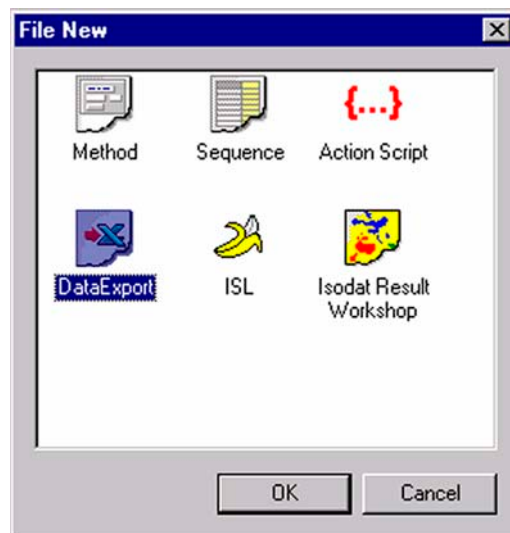 File New
Method
Sequence
Action Script
DataExport
ISL
Isodat Result
Workshop
OK
Cancel